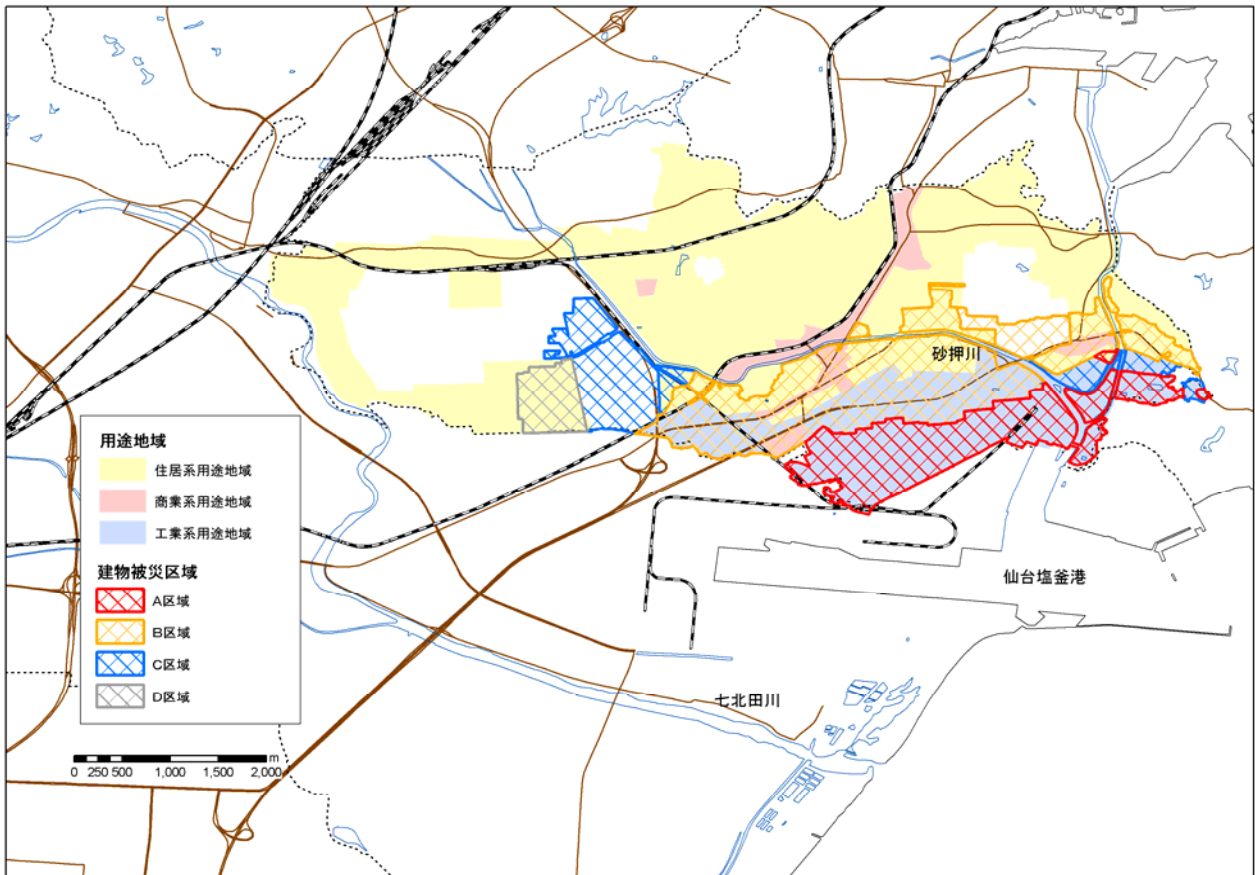 砂押川
用途地域
住居系用途地域
商業系用途地域
工業系用途地域
建物被災区域
A区域
B区域
C区域
D区域
仙台塩釜港
七北田川
m
0 250 500 1,000 1,500 2,000